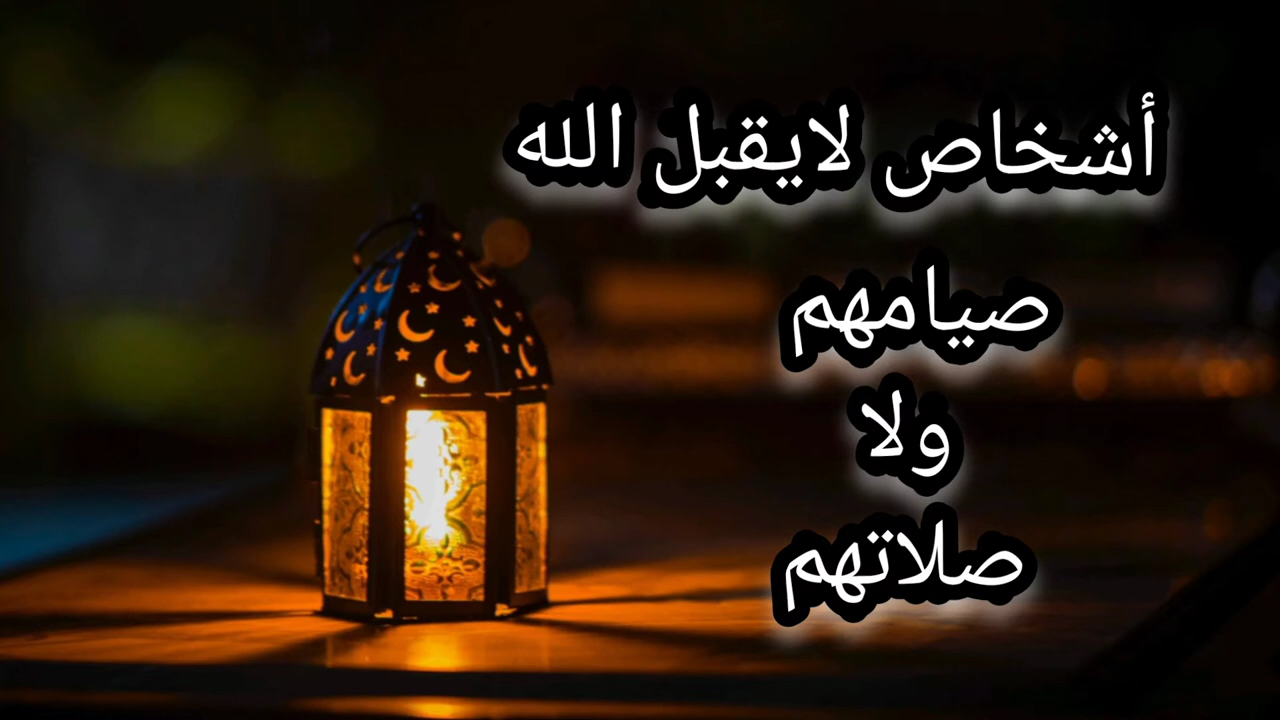 أشخاص لايقبل الله
صيامهم
ولا
صلاتهم